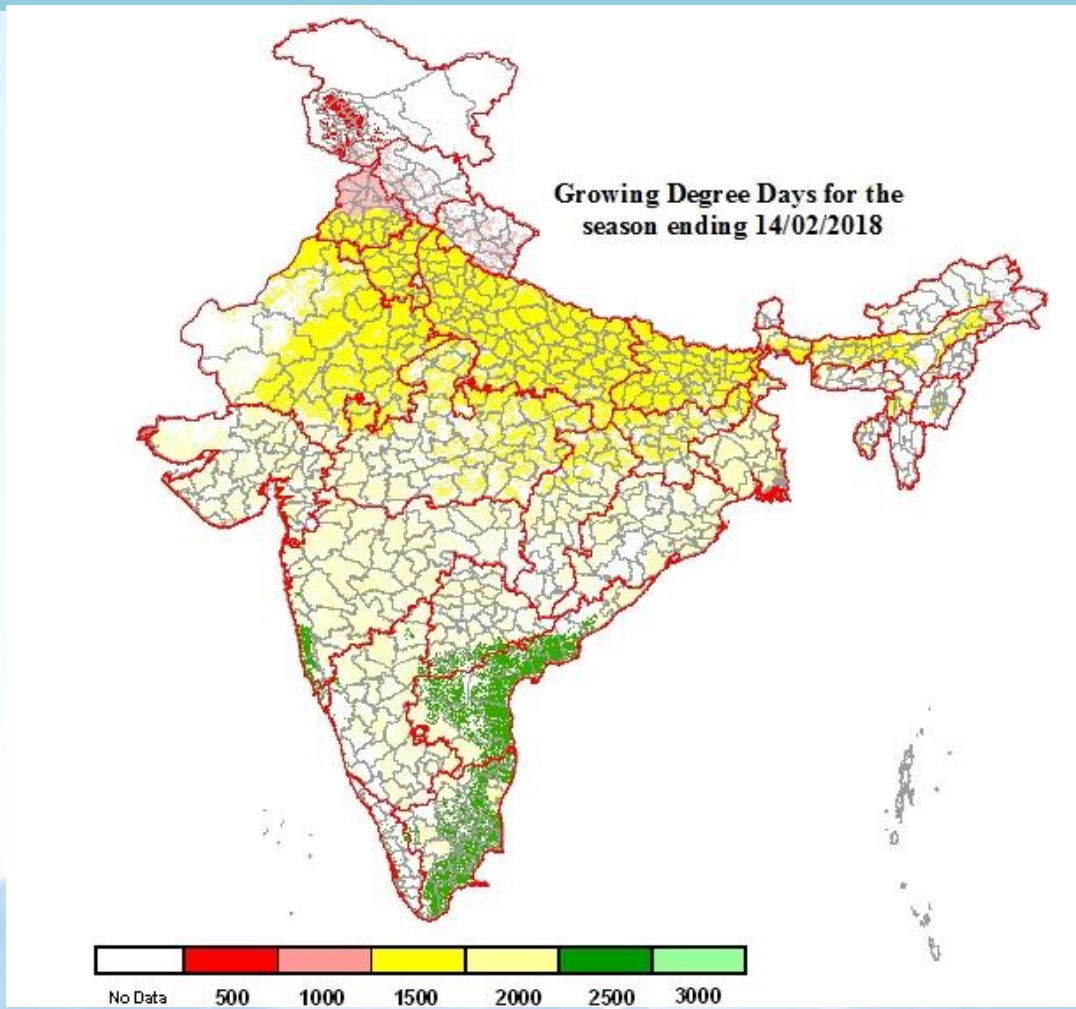 Growing Degree Days for the
season ending 14/02/2018
No Data 500 1000 1500 2000 2500 3000